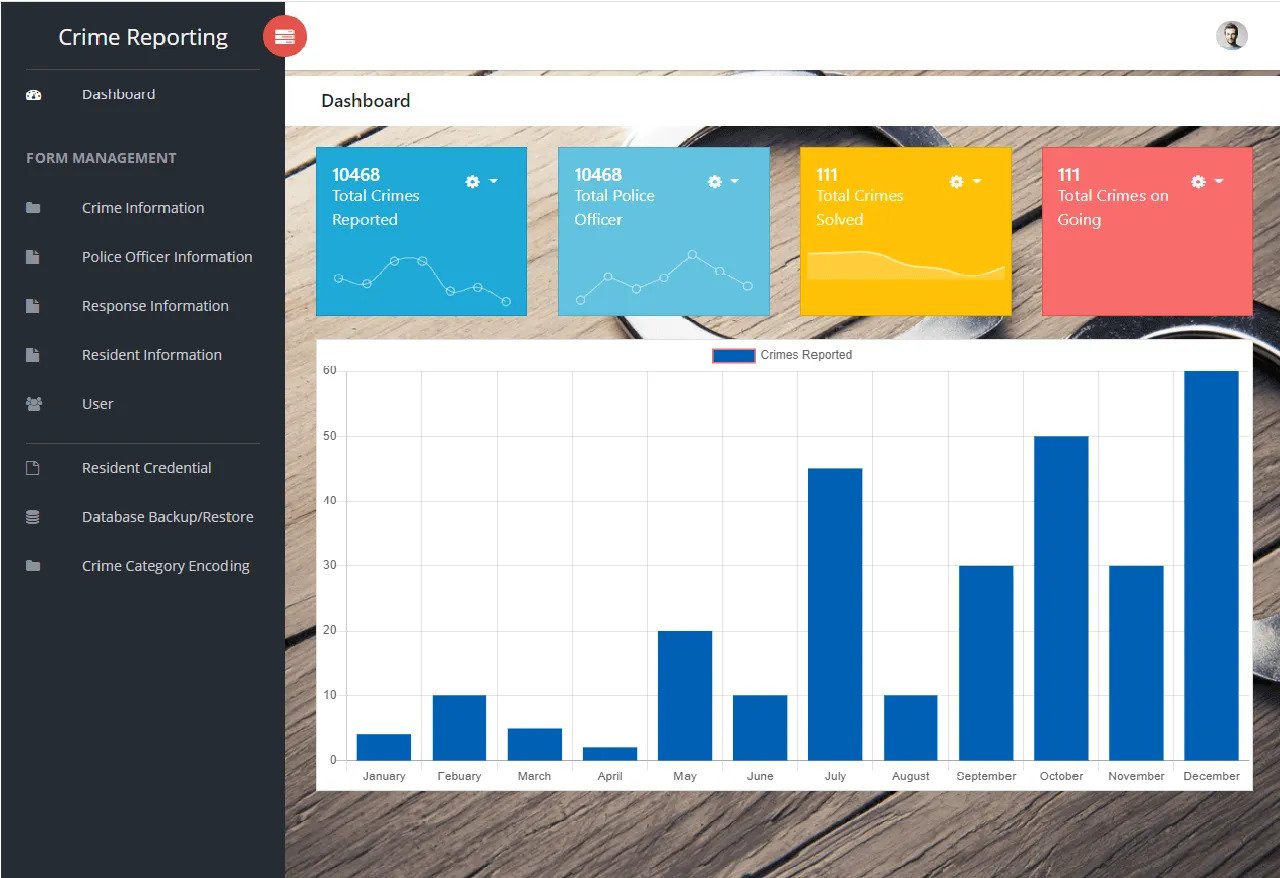 Crime Reporting
Dashboard
FORM MANAGEMENT
Crime Information
Police Officer Information
Response Information
Resident Information
User
Resident Credential
Database Backup/Restore
Crime Category Encoding
Dashboard
10468
Total Crimes
Reported
10468
Total Police
Officer
111
Total Crimes
Solved
111
Total Crimes on
Going
Crimes Reported
60
50
40
30
20
10
0
January Febuary March April May June July August September October November December